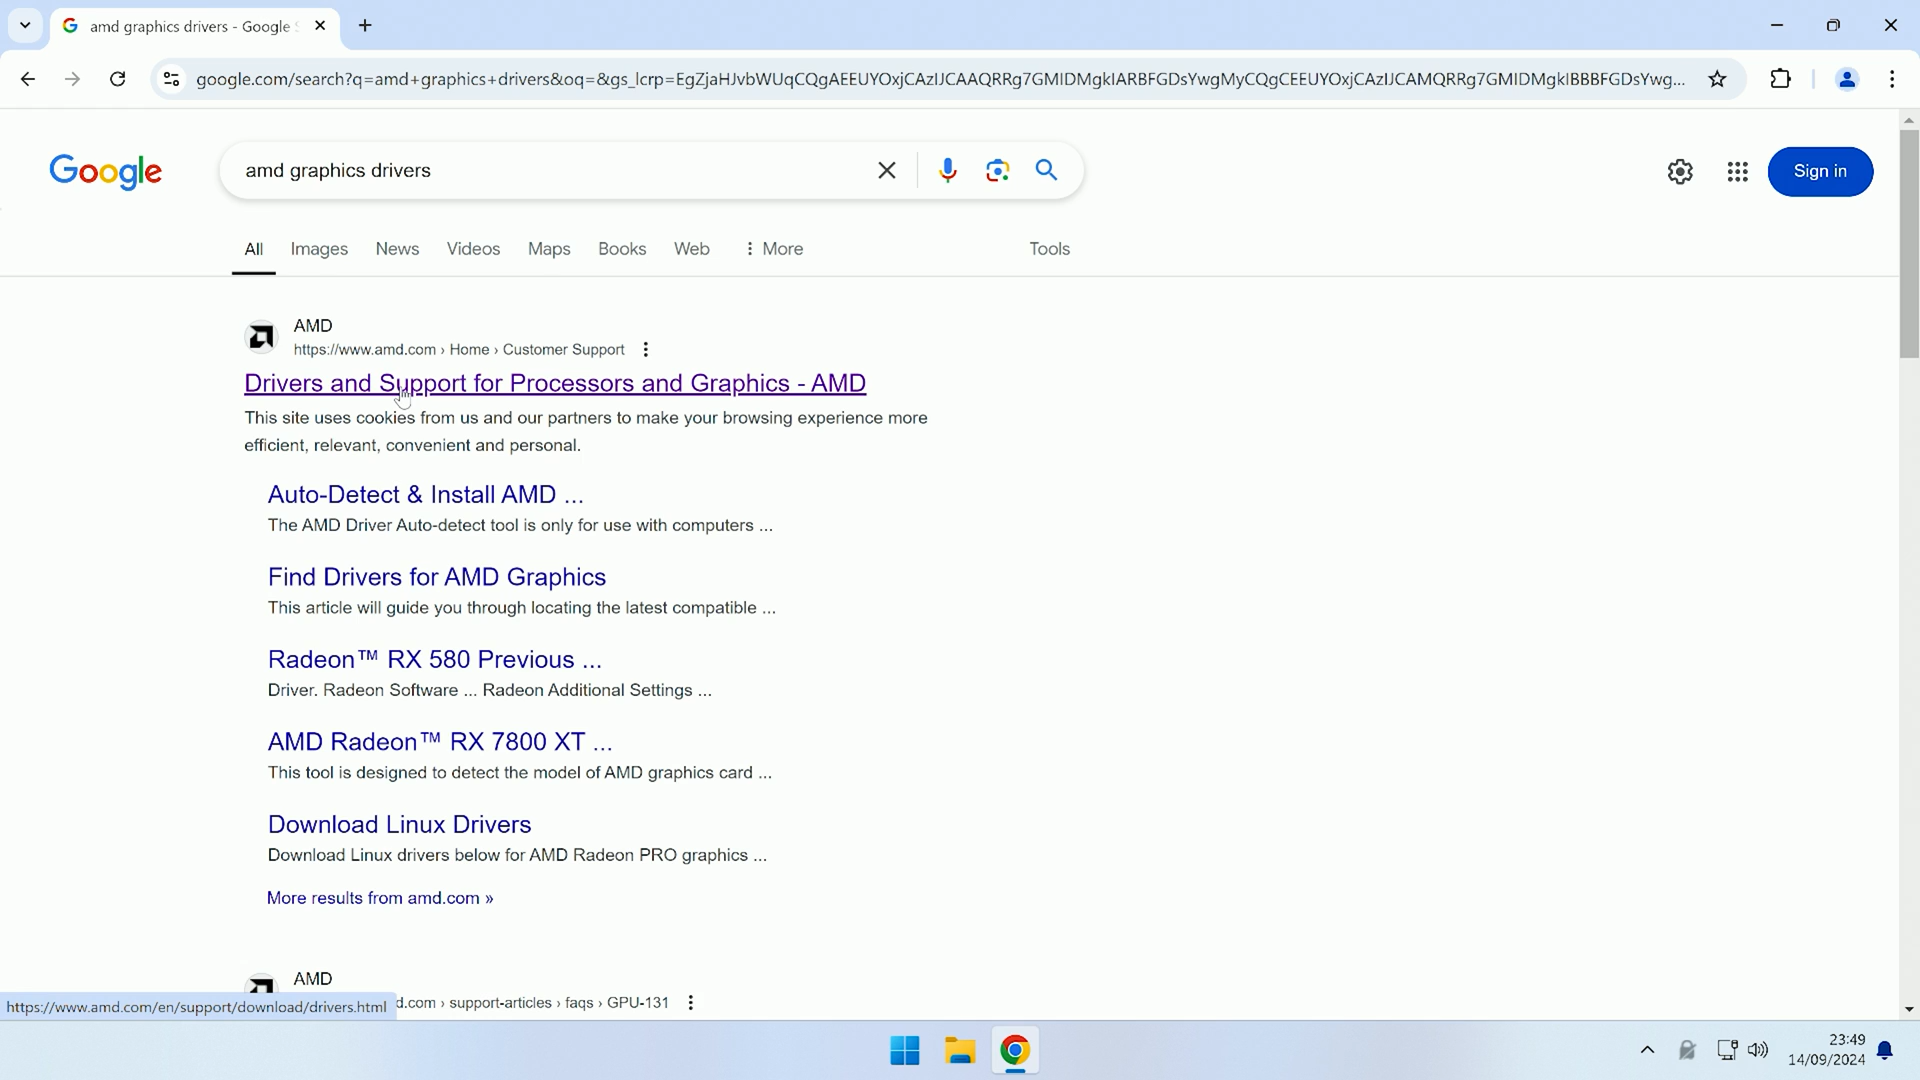 amd graphics drivers - Google
google.com/search?q=amd+graphics+drivers&oq=&gs_lcrp=EgZjaHJvbWUqCQgAEEUYOxjCAzIJCAAQRRg7GMIDMgkIARBFGDsYwgMyCQgCEEUYOxjCAzIJCAMQRRg7GMIDMgkIBBBFGDsYwg...
Google
amd graphics drivers
Sign in
All Images News Videos Maps Books Web More Tools
AMD
https://www.amd.com › Home › Customer Support
Drivers and Support for Processors and Graphics - AMD
This site uses cookies from us and our partners to make your browsing experience more
efficient, relevant, convenient and personal.
Auto-Detect & Install AMD ...
The AMD Driver Auto-detect tool is only for use with computers ...
Find Drivers for AMD Graphics
This article will guide you through locating the latest compatible ...
Radeon™ RX 580 Previous ...
Driver. Radeon Software ... Radeon Additional Settings ...
AMD Radeon™ RX 7800 XT ...
This tool is designed to detect the model of AMD graphics card ...
Download Linux Drivers
Download Linux drivers below for AMD Radeon PRO graphics ...
More results from amd.com »
AMD
d.com › support-articles › faqs › GPU-131
https://www.amd.com/en/support/download/drivers.html
23:49
14/09/2024